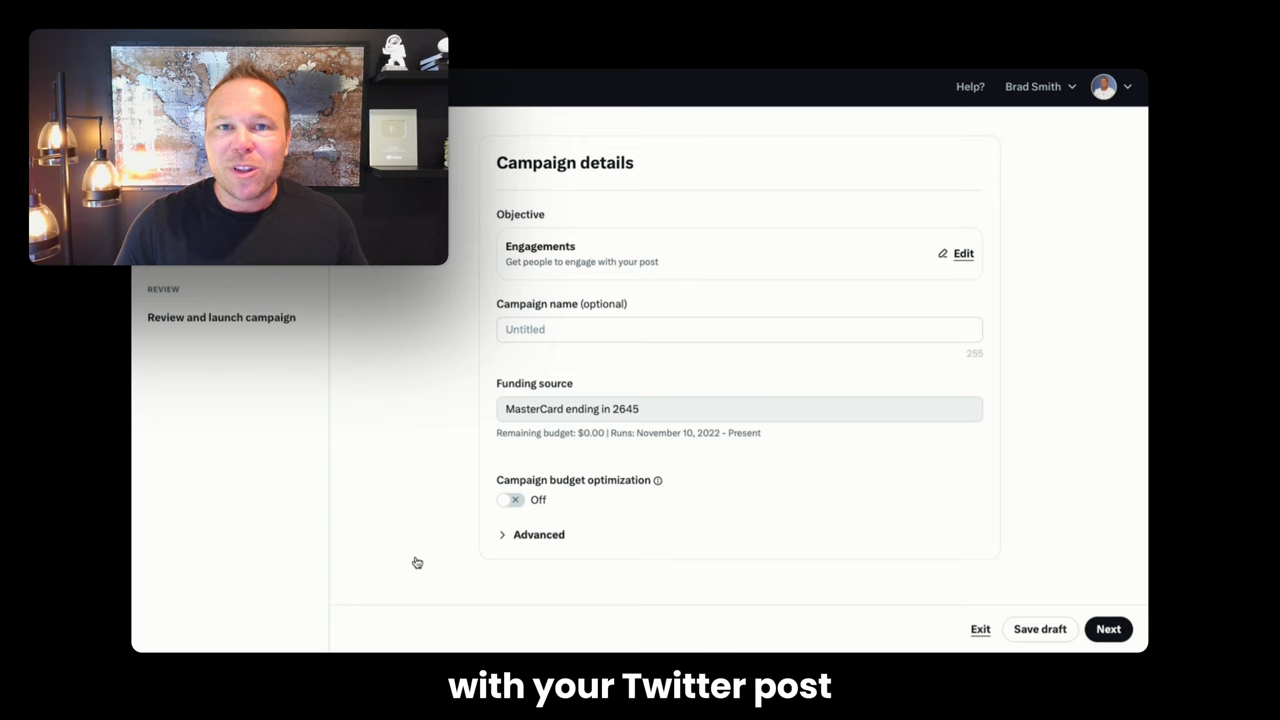 Help?
Brad Smith
Campaign details
Objective
Engagements
Get people to engage with your post
Edit
Campaign name (optional)
Untitled
255
Funding source
MasterCard ending in 2645
Remaining budget: $0.00 | Runs: November 10, 2022 - Present
Campaign budget optimization
Off
Advanced
REVIEW
Review and launch campaign
Exit
Save draft
Next
with your Twitter post